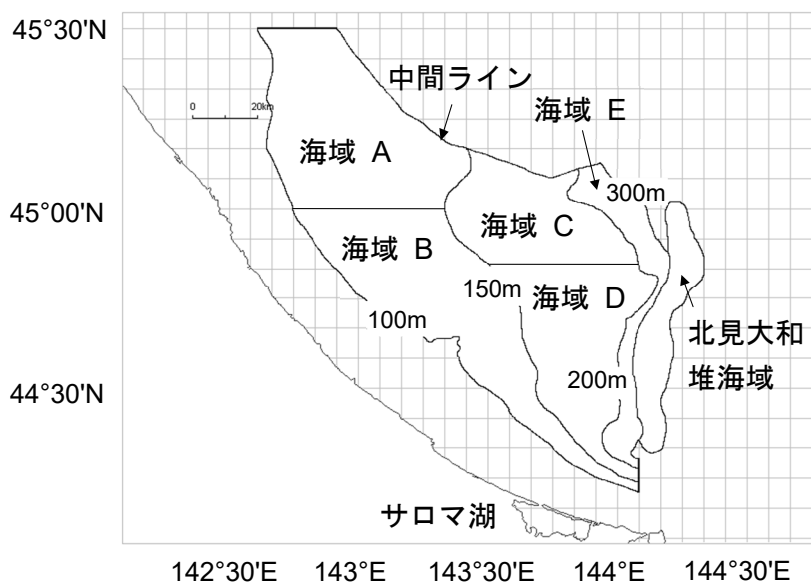 45°30'N
中間ライン
海域 E
0
20km
海域 A
300m
45°00'N
海域 C
海域 B
150m
海域 D
100m
北見大和
堆海域
200m
44°30'N
サロマ湖
142°30'E
143°E
143°30'E
144°E
144°30'E